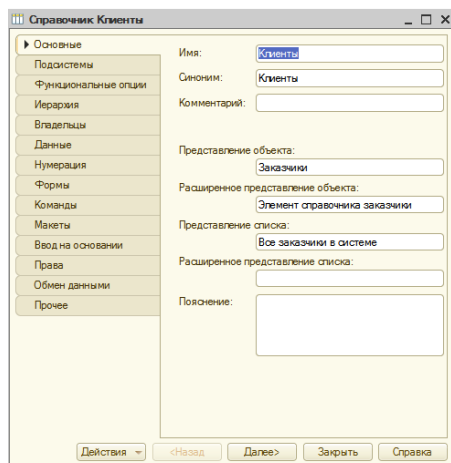 Справочник Клиенты
Основные
Подсистемы
Функциональные опции
Иерархия
Владельцы
Данные
Нумерация
Формы
Команды
Макеты
Ввод на основании
Права
Обмен данными
Прочее
Имя: Клиенты
Синоним: Клиенты
Комментарий:
Представление объекта:
Заказчики
Расширенное представление объекта:
Элемент справочника заказчики
Представление списка:
Все заказчики в системе
Расширенное представление списка:
Пояснение:
Действия <Назад Далее> Закрыть Справка